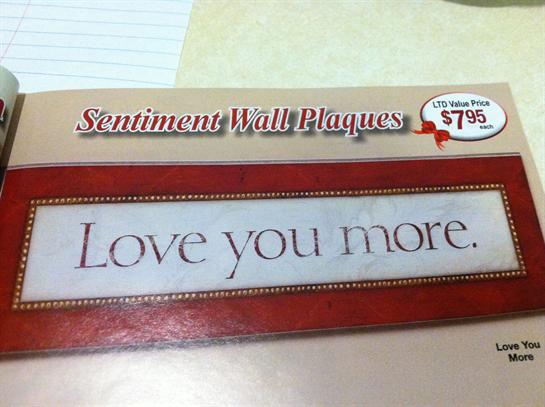 Sentiment Wall Plaques
LTD Value Price
$7.95
each
Love you more.
Love You
More